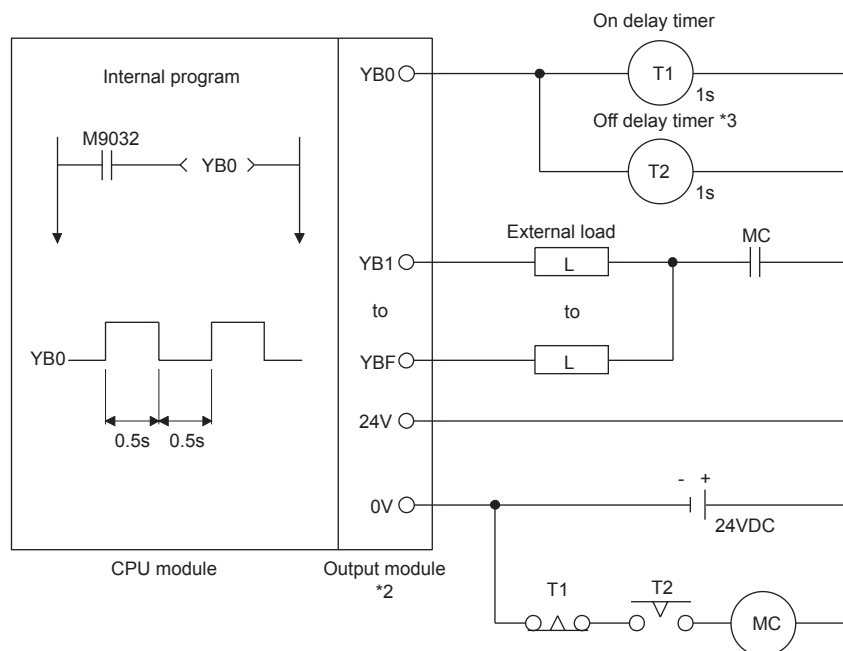 On delay timer
Internal program
YB0
T1
1s
M9032
Off delay timer *3
YB0
T2
1s
External load
MC
YB1
L
to
to
YB0
YBF
L
0.5s
0.5s
24V
- +
0V
24VDC
CPU module
Output module
*2
T1
T2
MC